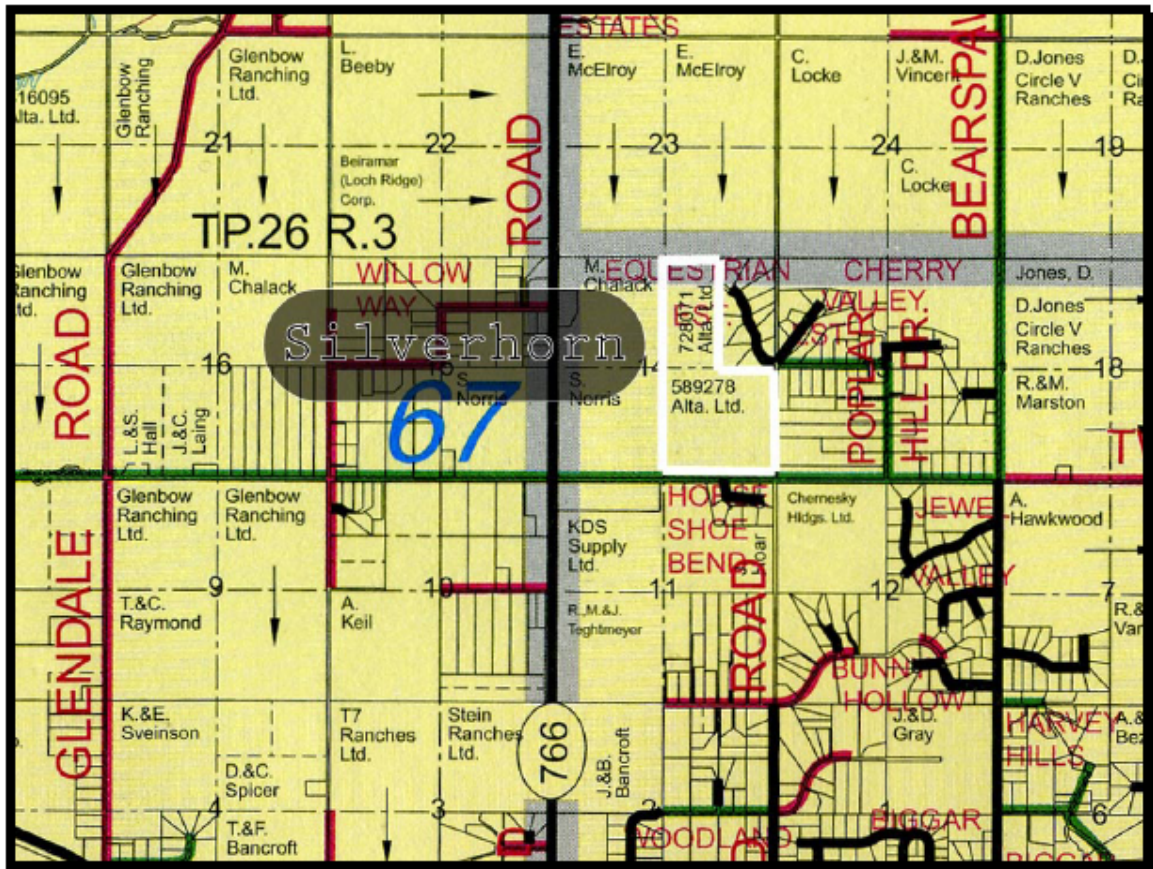 ESTATES
BEARSPAW
Glenbow
Ranching
Glenbow
Ranching
Ltd.
L.
Beeby
E.
McElroy
E.
McElroy
C.
Locke
J.&M.
Vincent
D.Jones
Circle V
Ranches
D.
16095
Alta. Ltd.
21
22
23
24
19
Beiramar
(Loch Ridge)
Corp.
ROAD
C.
Locke
TP.26 R.3
Glenbow
Ranching
Ltd.
Glenbow
Ranching
Ltd.
M.
Chalack
WILLOW
WAY
M.
Chalack
EQUESTRIAN
728071
Alta. Ltd.
CHERRY
VALLEY
EST
Jones, D.
D.Jones
Circle V
Ranches
Silverhorn
ROAD
16
15
14
18
L.&S.
Hall
J.&C.
Laing
S.
Norris
67
S.
Norris
589278
Alta. Ltd.
POPLAR
HILL DR.
R.&M.
Marston
Glenbow
Ranching
Ltd.
Glenbow
Ranching
Ltd.
KDS
Supply
Ltd.
HORSE
SHOE
BEND
Chernesky
Hldgs. Ltd.
JEWEL
VALLEY
A.
Hawkwood
GLENDALE
9
10
11
12
7
T.&C.
Raymond
A.
Keil
R.,M.&J.
Teghtmeyer
ROAD
BUNNY
HOLLOW
K.&E.
Sveinson
T7
Ranches
Ltd.
Stein
Ranches
Ltd.
766
J.&B.
Bancroft
J.&D.
Gray
HARVEY
HILLS
D.&C.
Spicer
4
3
2
1
6
T.&F.
Bancroft
WOODLAND
BIGGAR